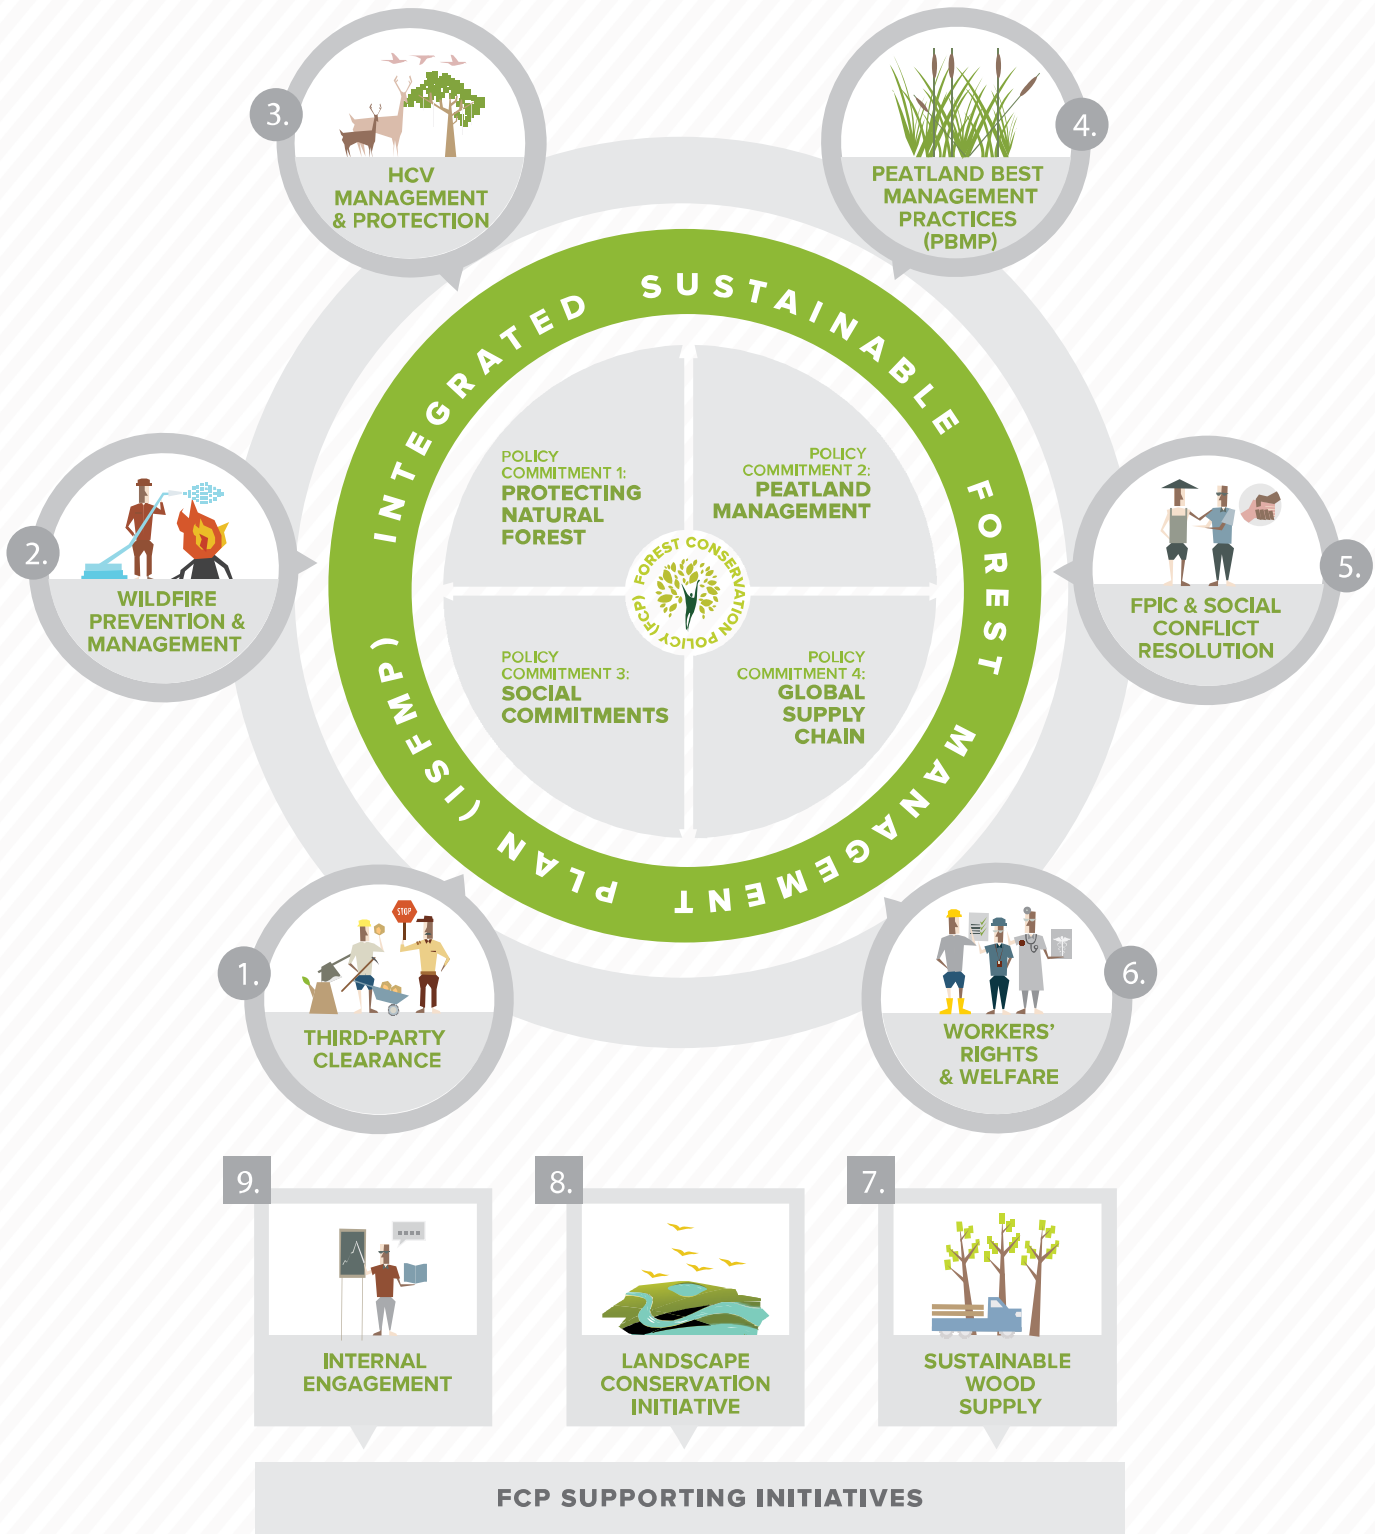 3.
HCV
MANAGEMENT
& PROTECTION
4.
PEATLAND BEST
MANAGEMENT
PRACTICES
(PBMP)
INTEGRATED SUSTAINABLE FOREST MANAGEMENT PLAN (ISFMP)
POLICY
COMMITMENT 1:
PROTECTING
NATURAL
FOREST
POLICY
COMMITMENT 2:
PEATLAND
MANAGEMENT
FOREST CONSERVATION POLICY (FCP)
POLICY
COMMITMENT 3:
SOCIAL
COMMITMENTS
POLICY
COMMITMENT 4:
GLOBAL
SUPPLY
CHAIN
2.
WILDFIRE
PREVENTION &
MANAGEMENT
5.
FPIC & SOCIAL
CONFLICT
RESOLUTION
1.
STOP
THIRD-PARTY
CLEARANCE
6.
WORKERS’
RIGHTS
& WELFARE
9.
INTERNAL
ENGAGEMENT
8.
LANDSCAPE
CONSERVATION
INITIATIVE
7.
SUSTAINABLE
WOOD
SUPPLY
FCP SUPPORTING INITIATIVES